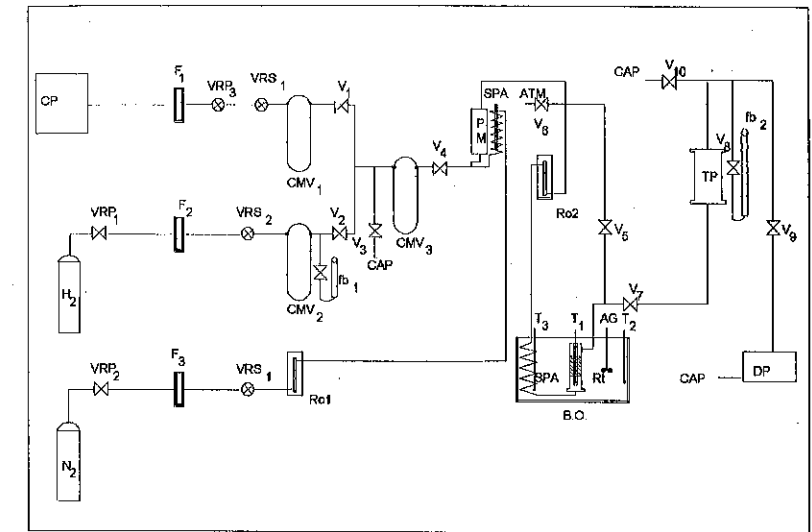 CP
F1
VRP3
VRS1
V1
CMV1
V4
PM
SPA
ATM
V6
CAP
V10
V8
fb2
TP
V9
Ro2
V5
VRP1
F2
VRS2
V2
V3
CAP
CMV3
CMV2
fb1
H2
V7
T3
T1
AG
T2
SPA
Rt
B.O.
CAP
DP
VRP2
F3
VRS1
Ro1
N2